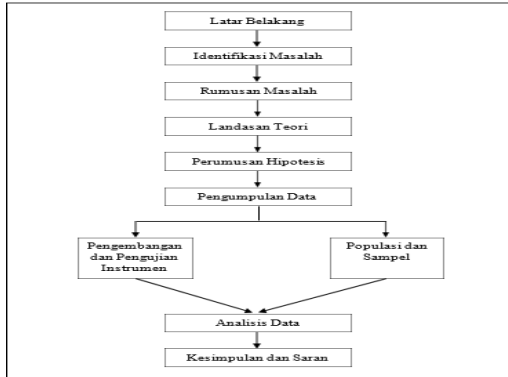 Latar Belakang
Identifikasi Masalah
Rumusan Masalah
Landasan Teori
Perumusan Hipotesis
Pengumpulan Data
Pengembangan
dan Pengujian
Instrumen
Populasi dan
Sampel
Analisis Data
Kesimpulan dan Saran